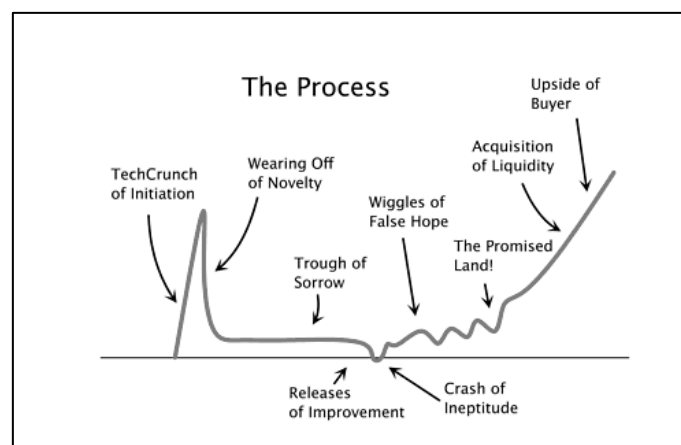 The Process
TechCrunch
of Initiation
Wearing Off
of Novelty
Trough of
Sorrow
Releases
of Improvement
Crash of
Ineptitude
Wiggles of
False Hope
The Promised
Land!
Acquisition
of Liquidity
Upside of
Buyer